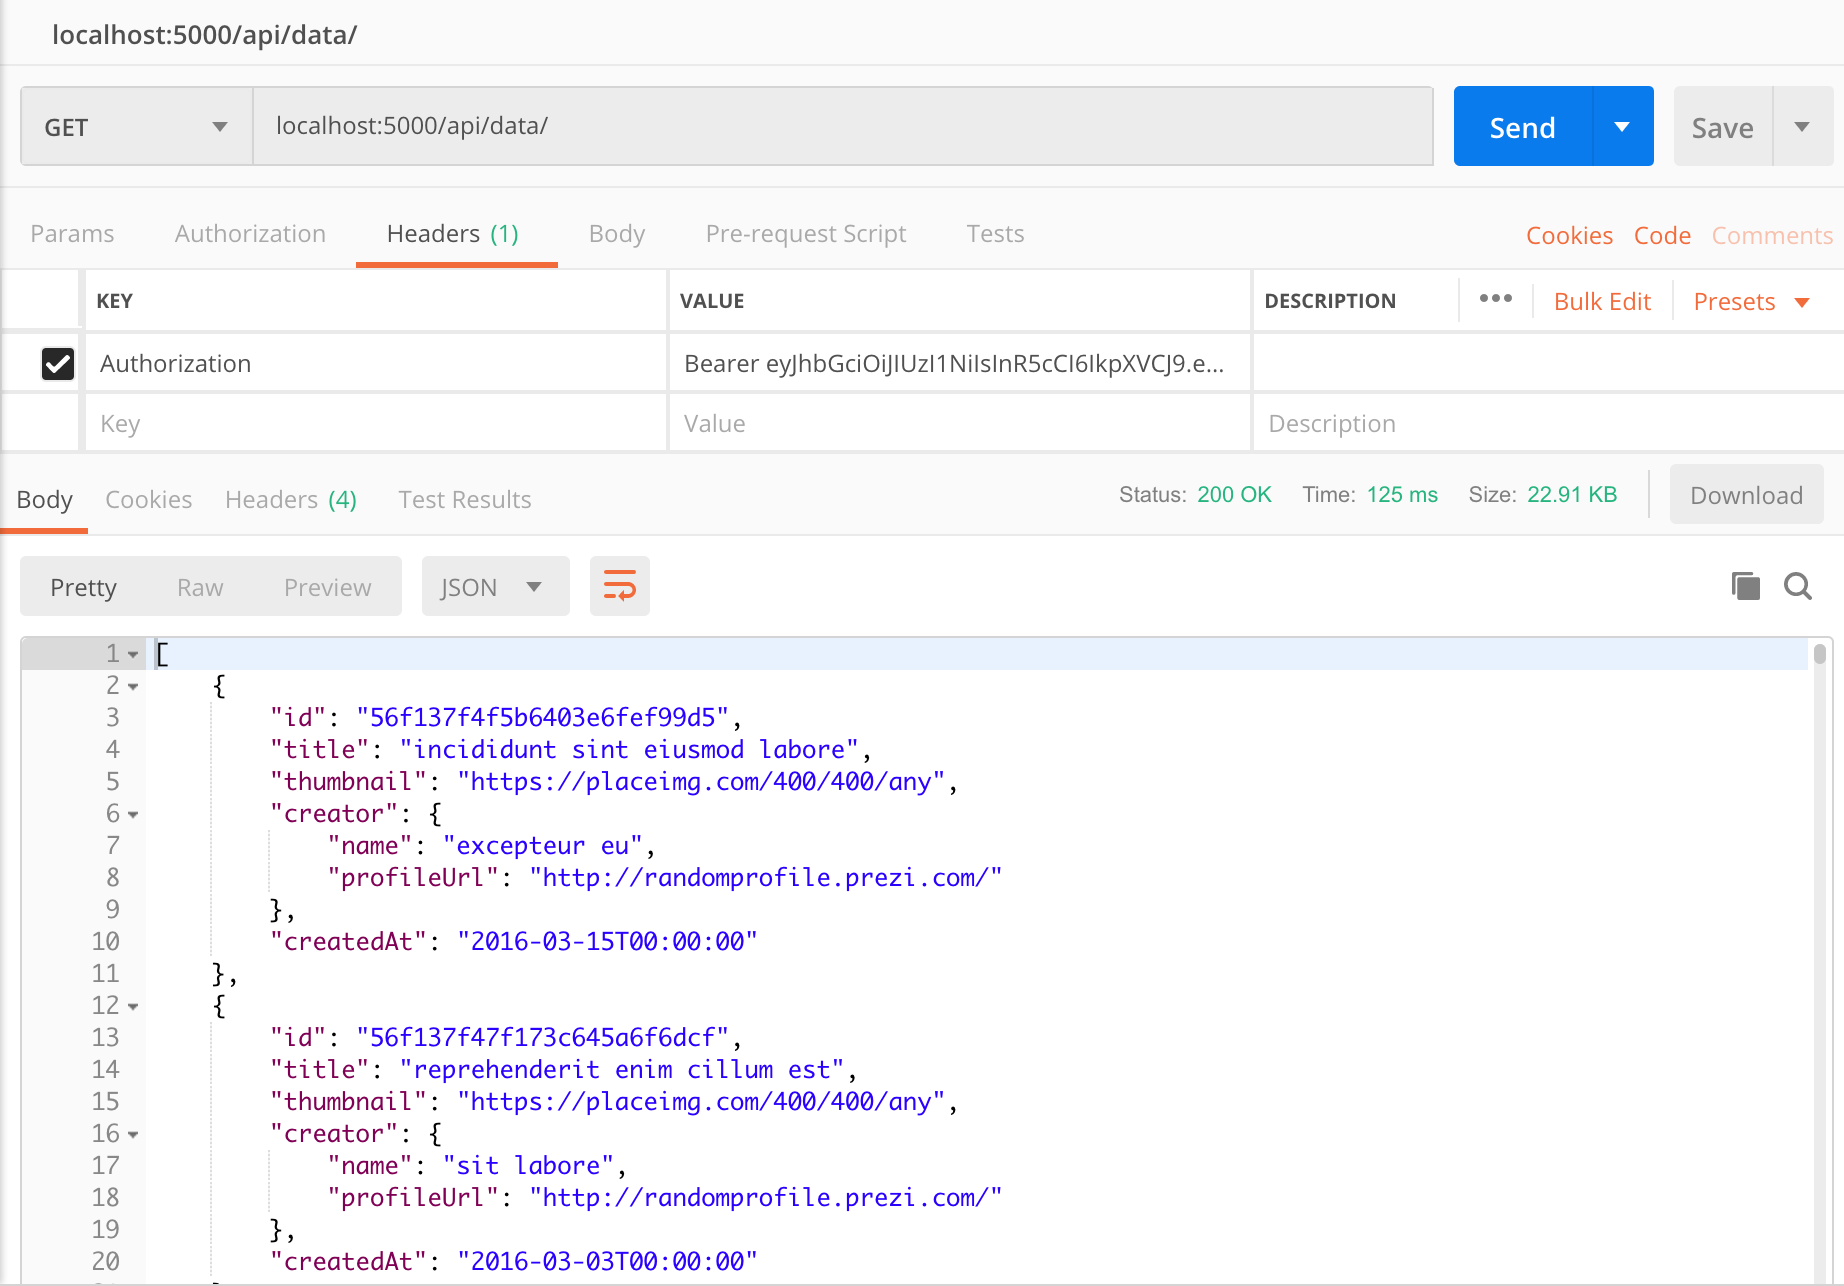 localhost:5000/api/data/
GET localhost:5000/api/data/ Send Save
Params Authorization Headers (1) Body Pre-request Script Tests Cookies Code Comments
KEY VALUE DESCRIPTION ••• Bulk Edit Presets
Authorization Bearer eyJhbGciOiJIUzI1NiIsInR5cCI6IkpXVCJ9.e...
Key Value Description
Body Cookies Headers (4) Test Results Status: 200 OK Time: 125 ms Size: 22.91 KB Download
Pretty Raw Preview JSON
1 [
2 {
3 "id": "56f137f4f5b6403e6fef99d5",
4 "title": "incididunt sint eiusmod labore",
5 "thumbnail": "https://placeimg.com/400/400/any",
6 "creator": {
7 "name": "excepteur eu",
8 "profileUrl": "http://randomprofile.prezi.com/"
9 },
10 "createdAt": "2016-03-15T00:00:00"
11 },
12 {
13 "id": "56f137f47f173c645a6f6dcf",
14 "title": "reprehenderit enim cillum est",
15 "thumbnail": "https://placeimg.com/400/400/any",
16 "creator": {
17 "name": "sit labore",
18 "profileUrl": "http://randomprofile.prezi.com/"
19 },
20 "createdAt": "2016-03-03T00:00:00"